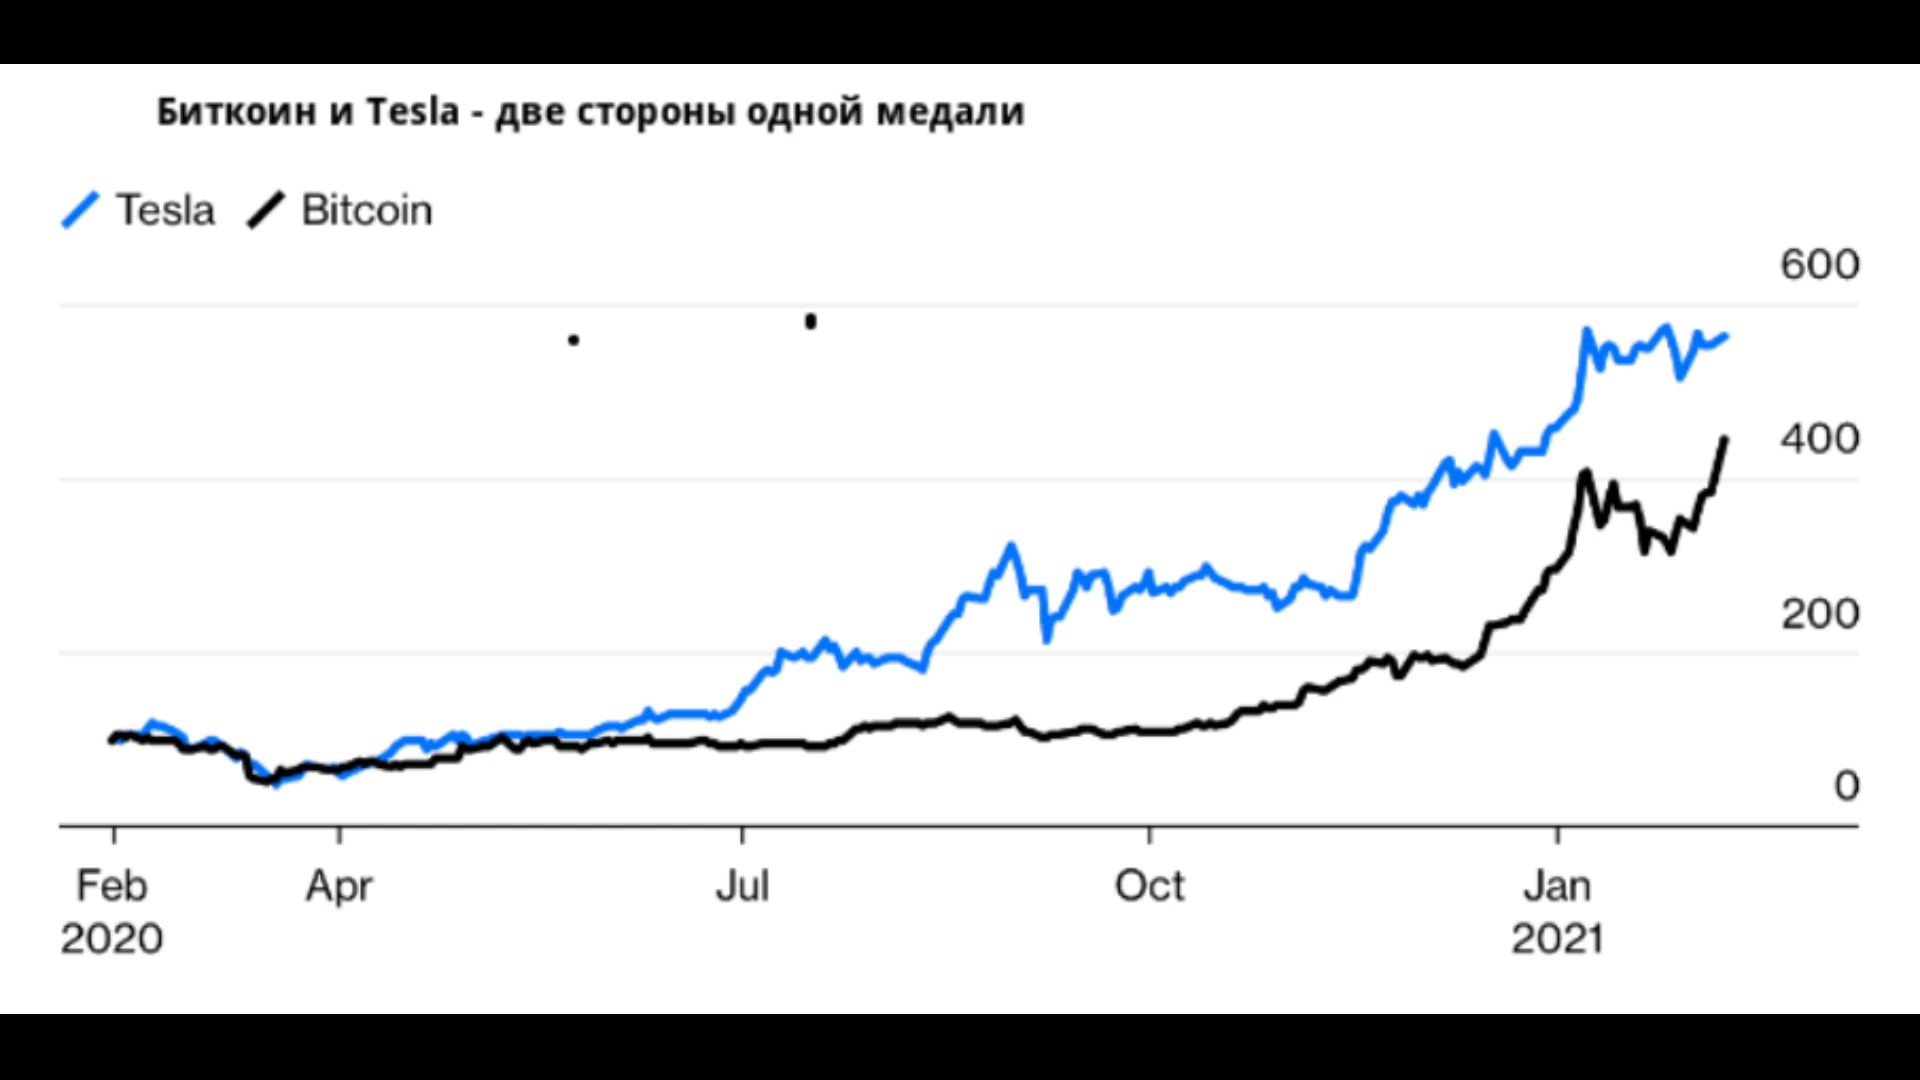 Биткоин и Tesla - две стороны одной медали
Tesla Bitcoin
600
400
200
0
Feb Apr Jul Oct Jan
2020 2021